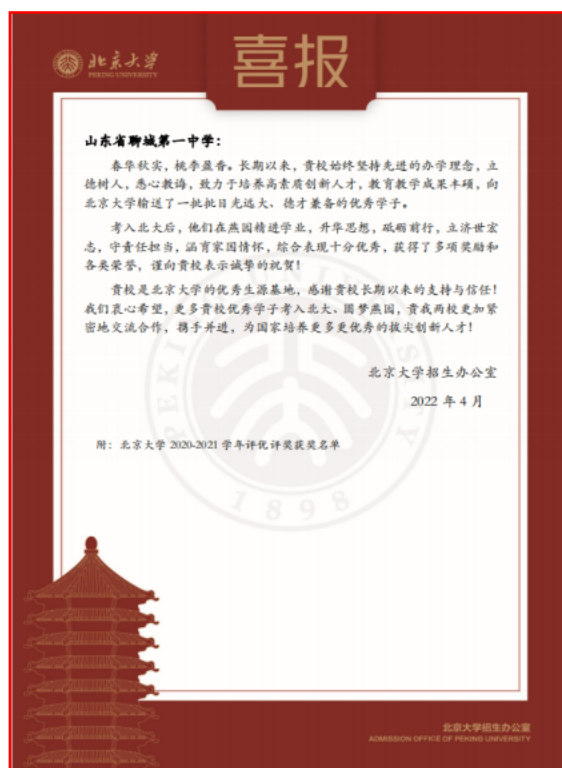 北京大学
PEKING UNIVERSITY
喜报
山东省聊城第一中学：
春华秋实，桃李盈香。长期以来，贵校始终坚持先进的办学理念，立
德树人，悉心教诲，致力于培养高素质创新人才，教育教学成果丰硕，向
北京大学输送了一批批目光远大、德才兼备的优秀学子。
考入北大后，他们在燕园精进学业，升华思想，砥砺前行，立济世宏
志，守责任担当，涵育家国情怀，综合表现十分优秀，获得了多项奖励和
各类荣誉，谨向贵校表示诚挚的祝贺！
贵校是北京大学的优秀生源基地，感谢贵校长期以来的支持与信任！
我们衷心希望，更多贵校优秀学子考入北大、圆梦燕园，贵我两校更加紧
密地交流合作，携手并进，为国家培养更多更优秀的拔尖创新人才！
北京大学招生办公室
2022 年 4 月
附：北京大学 2020-2021 学年评优评奖获奖名单
PEKING UNIVERSITY
1898
北京大学招生办公室
ADMISSION OFFICE OF PEKING UNIVERSITY